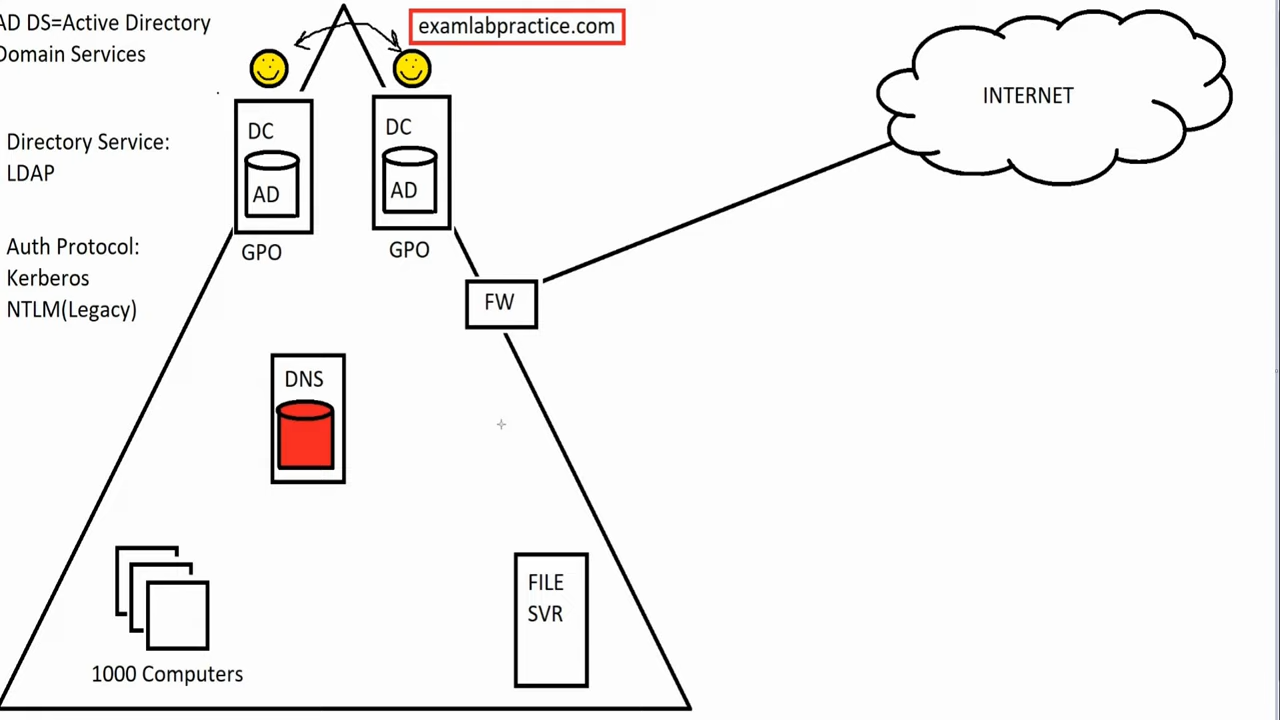 AD DS=Active Directory
Domain Services
examlabpractice.com
INTERNET
DC
AD
GPO
DC
AD
GPO
Directory Service:
LDAP
Auth Protocol:
Kerberos
NTLM(Legacy)
FW
DNS
FILE
SVR
1000 Computers